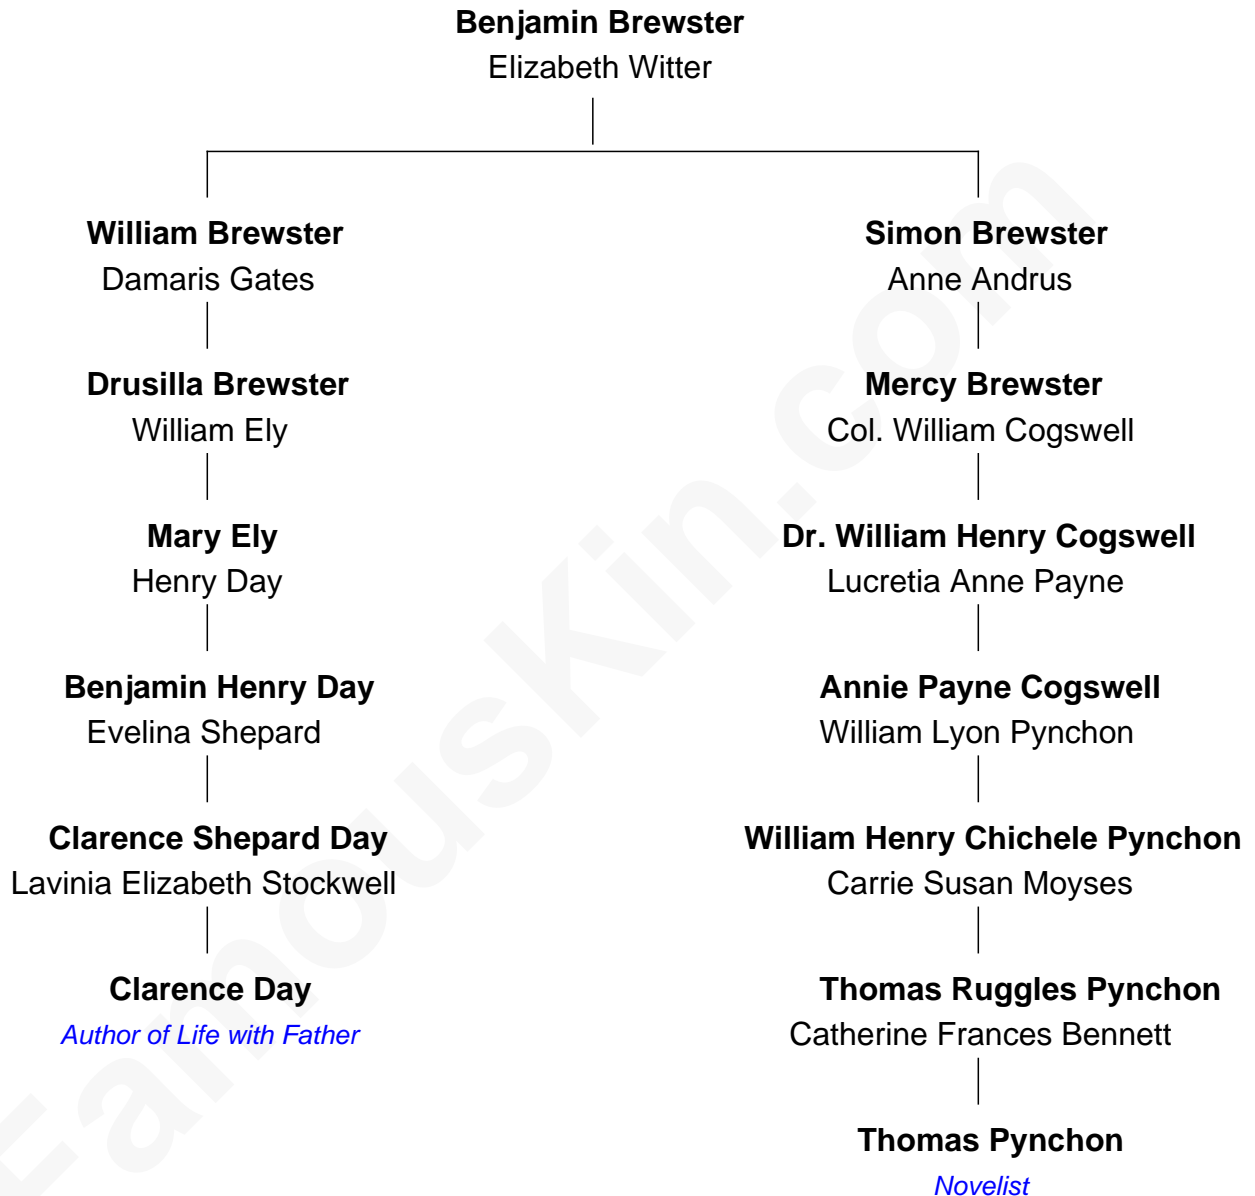 Benjamin Brewster
Elizabeth Witter
William Brewster
Damaris Gates
Drusilla Brewster
William Ely
Mary Ely
Henry Day
Benjamin Henry Day
Evelina Shepard
Clarence Shepard Day
Lavinia Elizabeth Stockwell
Clarence Day
Author of Life with Father
Simon Brewster
Anne Andrus
Mercy Brewster
Col. William Cogswell
Dr. William Henry Cogswell
Lucretia Anne Payne
Annie Payne Cogswell
William Lyon Pynchon
William Henry Chichele Pynchon
Carrie Susan Moyses
Thomas Ruggles Pynchon
Catherine Frances Bennett
Thomas Pynchon
Novelist
FamousKin.com